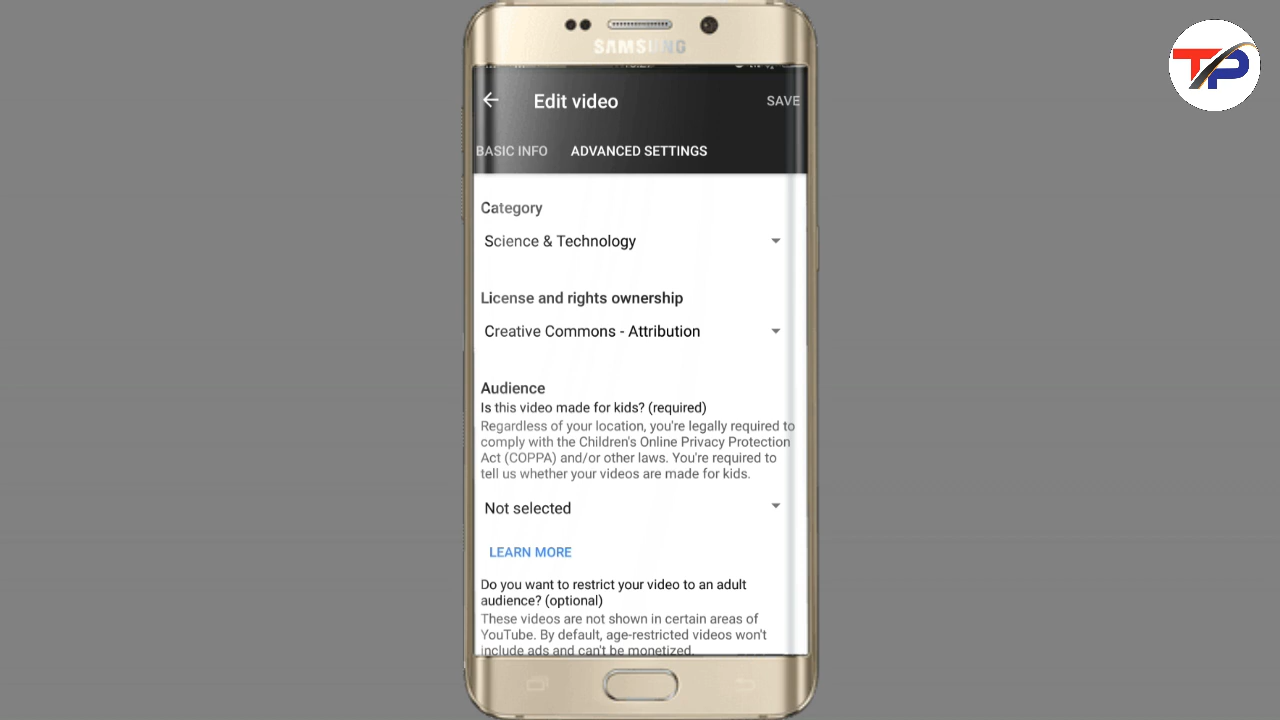 SAMSUNG
TP
Edit video
SAVE
BASIC INFO
ADVANCED SETTINGS
Category
Science & Technology
License and rights ownership
Creative Commons - Attribution
Audience
Is this video made for kids? (required)
Regardless of your location, you're legally required to
comply with the Children's Online Privacy Protection
Act (COPPA) and/or other laws. You're required to
tell us whether your videos are made for kids.
Not selected
LEARN MORE
Do you want to restrict your video to an adult
audience? (optional)
These videos are not shown in certain areas of
YouTube. By default, age-restricted videos won't
include ads and can't be monetized.